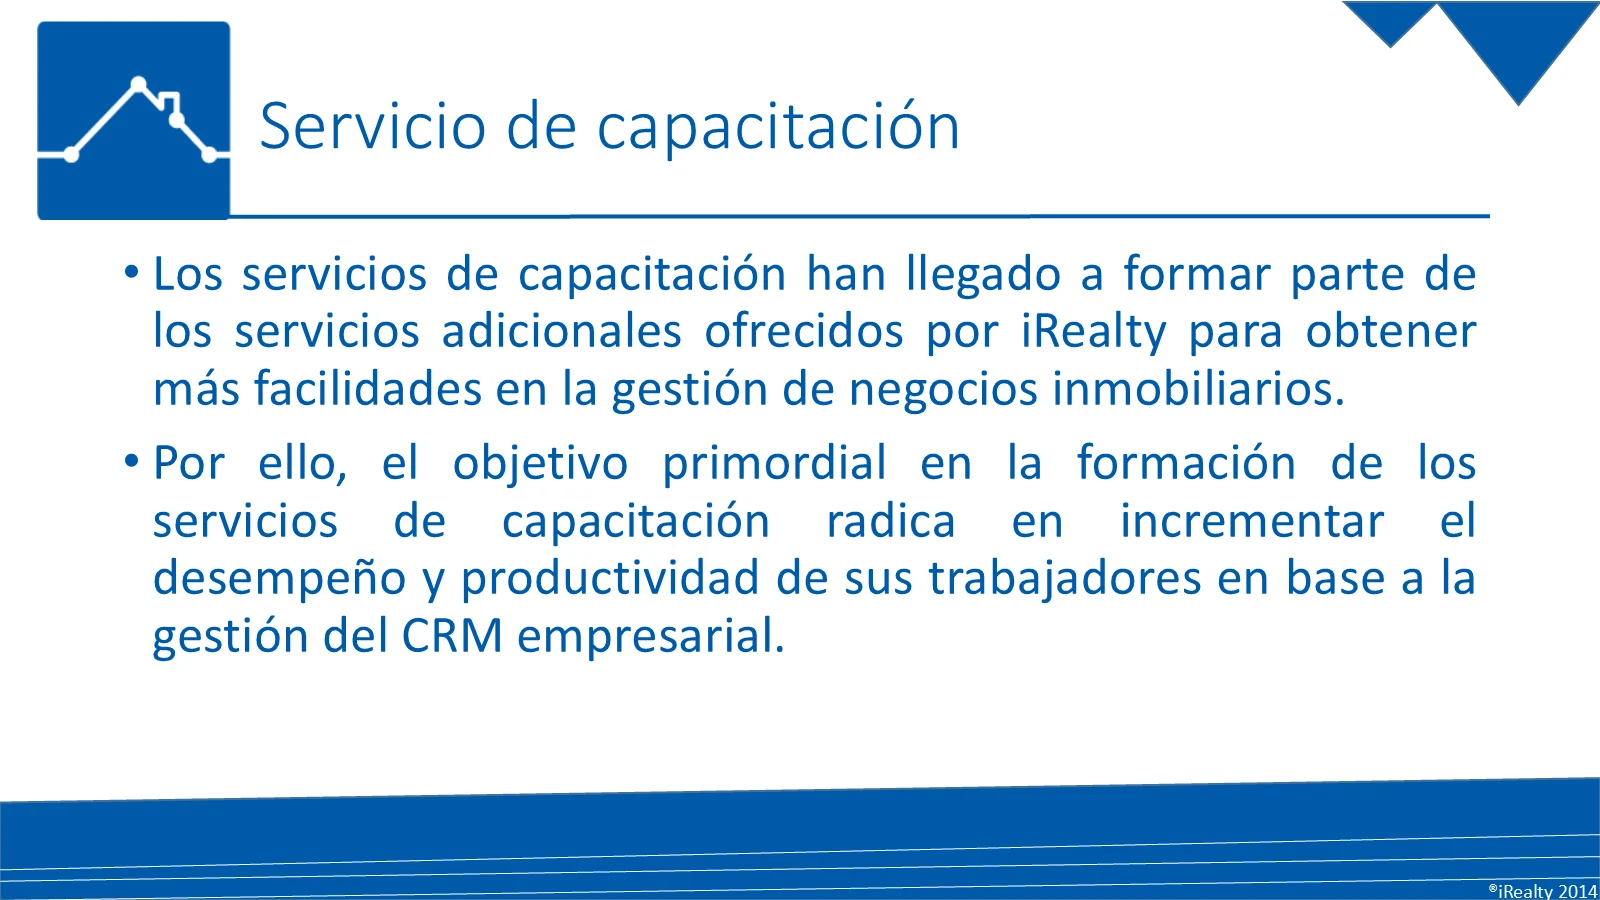 Servicio de capacitación
• Los servicios de capacitación han llegado a formar parte de
los servicios adicionales ofrecidos por iRealty para obtener
más facilidades en la gestión de negocios inmobiliarios.
• Por ello, el objetivo primordial en la formación de los
servicios de capacitación radica en incrementar el
desempeño y productividad de sus trabajadores en base a la
gestión del CRM empresarial.
®iRealty 2014